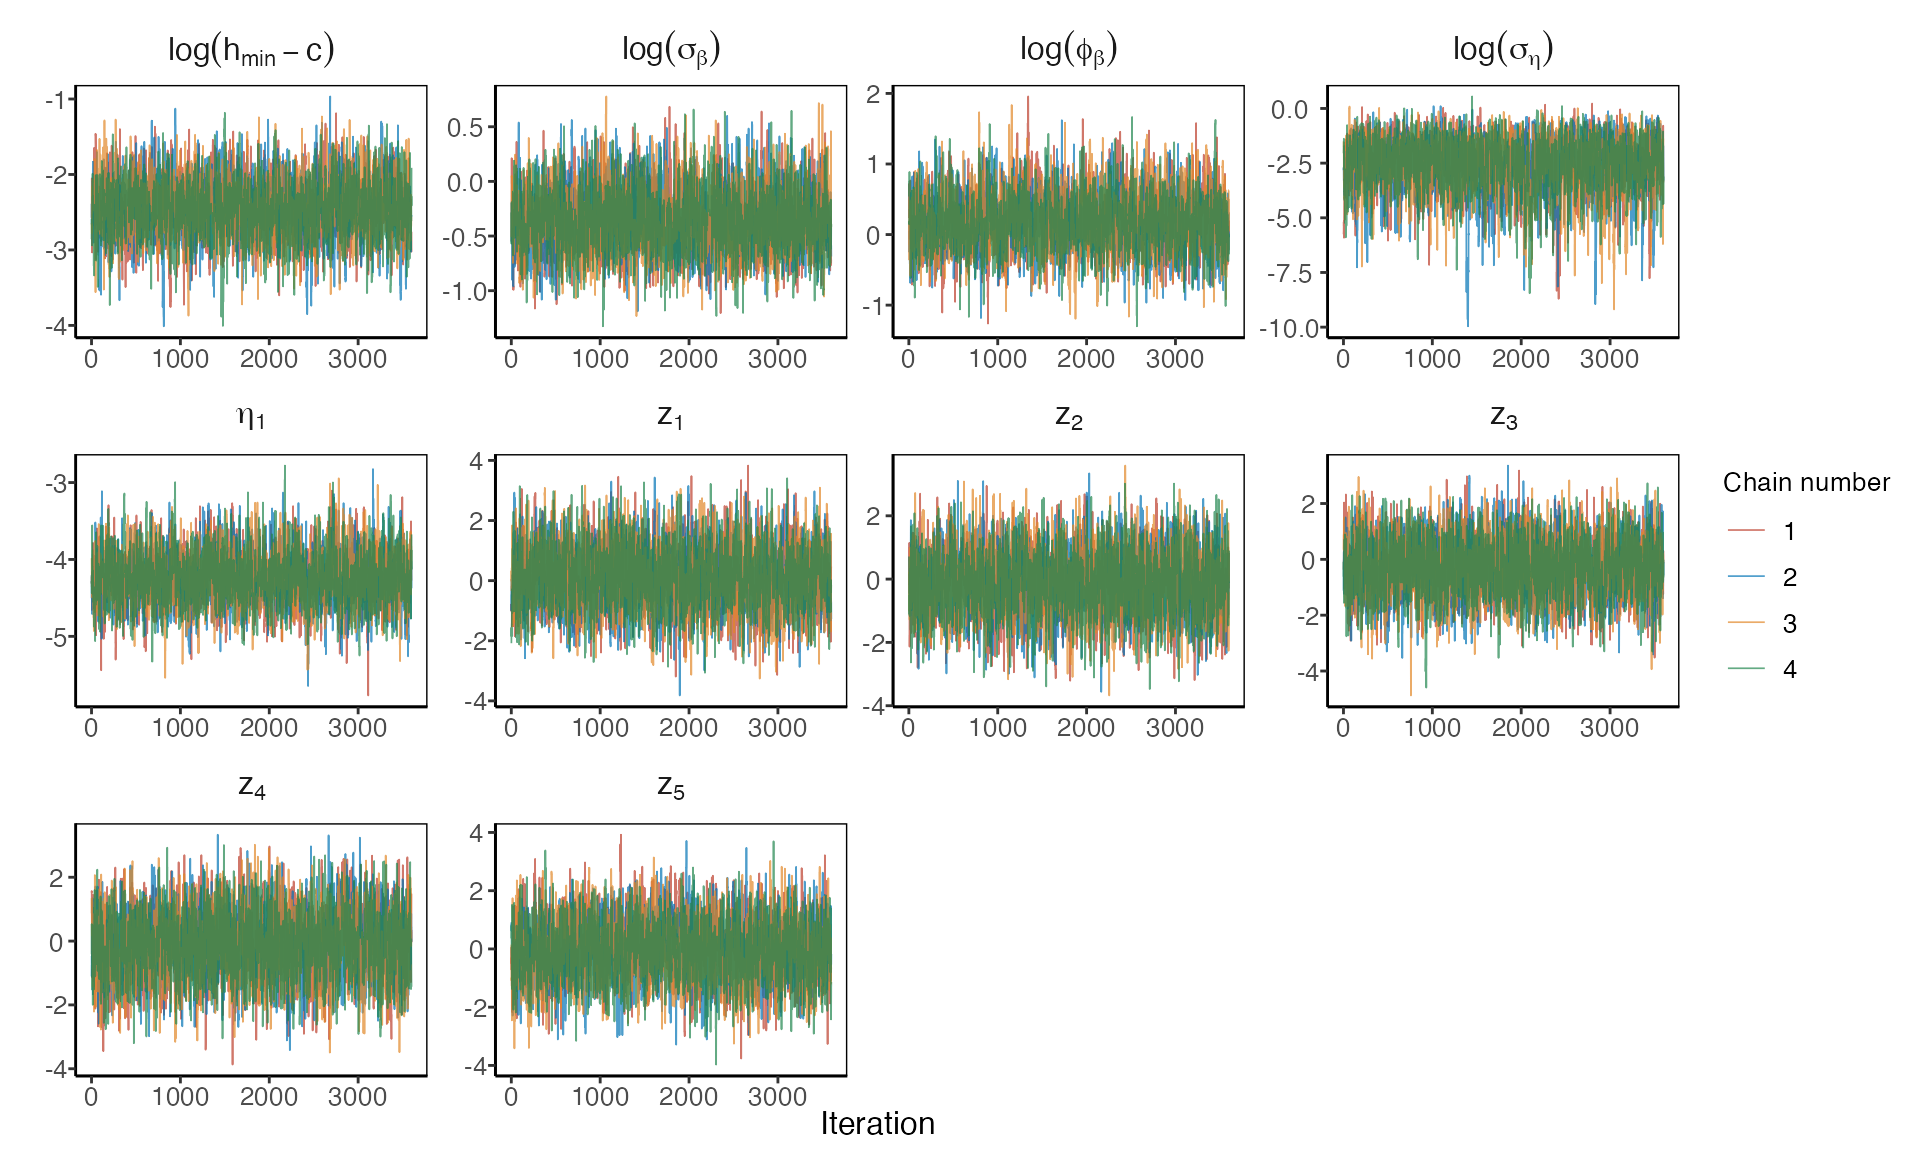 log(h_min − c) log(σ_β) log(ϕ_β) log(σ_η)
-1 -2 -3 -4
0.5 0.0 -0.5 -1.0
2 1 0 -1
0.0 -2.5 -5.0 -7.5 -10.0
0 1000 2000 3000 0 1000 2000 3000 0 1000 2000 3000 0 1000 2000 3000
η_1 z_1 z_2 z_3
-3 -4 -5
4 2 0 -2 -4
2 0 -2 -4
2 0 -2 -4
0 1000 2000 3000 0 1000 2000 3000 0 1000 2000 3000 0 1000 2000 3000
Chain number
1
2
3
4
z_4 z_5
2 0 -2 -4
4 2 0 -2 -4
0 1000 2000 3000 0 1000 2000 3000
Iteration